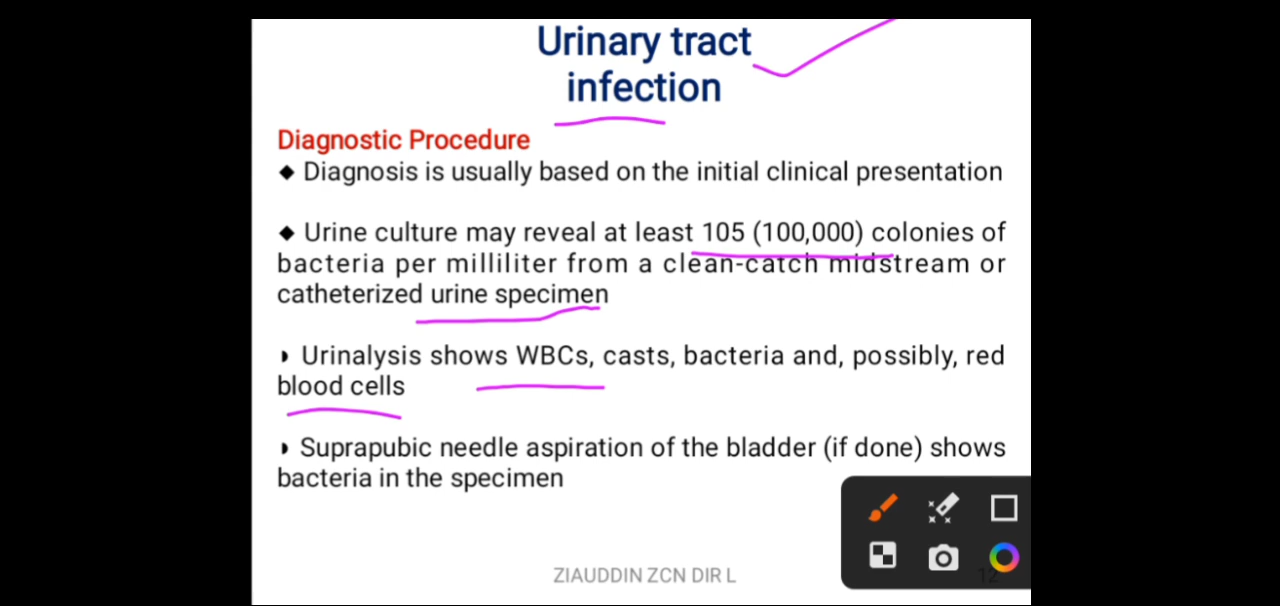 Urinary tract
infection
Diagnostic Procedure
◆ Diagnosis is usually based on the initial clinical presentation
◆ Urine culture may reveal at least 105 (100,000) colonies of
bacteria per milliliter from a clean-catch midstream or
catheterized urine specimen
◗ Urinalysis shows WBCs, casts, bacteria and, possibly, red
blood cells
◗ Suprapubic needle aspiration of the bladder (if done) shows
bacteria in the specimen
ZIAUDDIN ZCN DIR L
12